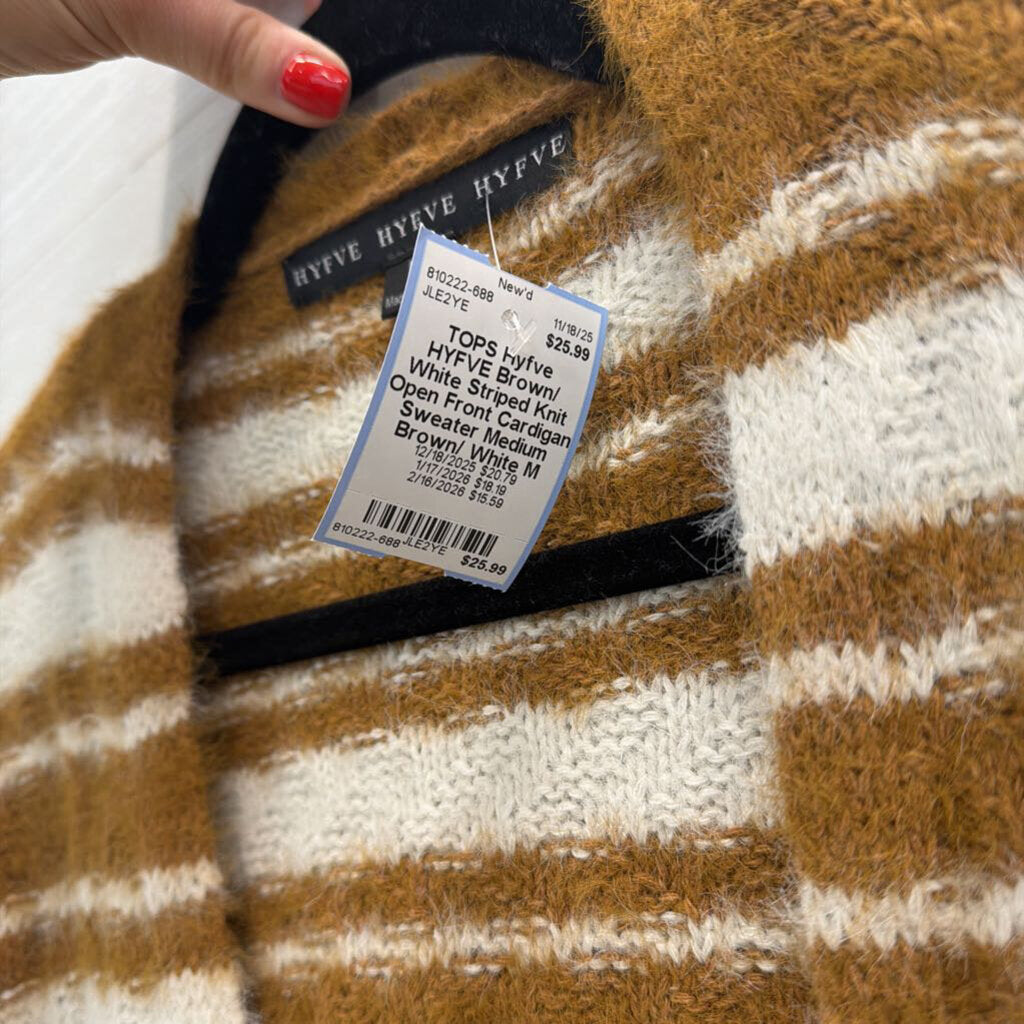 HYFVE HYFVE HYFVE
810222-688 New'd
JLE2YE 11/18/25
$25.99
TOPS Hyfve
HYFVE Brown/
White Striped Knit
Open Front Cardigan
Sweater Medium
Brown/ White M
12/18/2025 $20.79
1/17/2026 $18.19
2/16/2026 $15.59
810222-688 JLE2YE $25.99